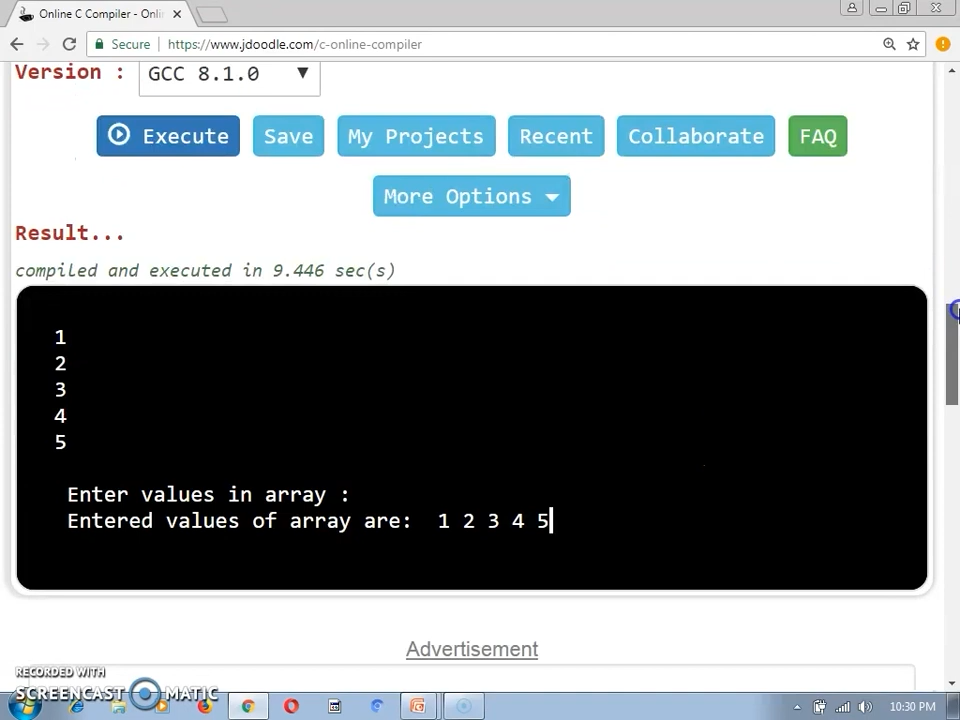 Online C Compiler - Onlin
Secure
https://www.jdoodle.com/c-online-compiler
Version :
GCC 8.1.0
Execute
Save
My Projects
Recent
Collaborate
FAQ
More Options
Result...
compiled and executed in 9.446 sec(s)
1
2
3
4
5
Enter values in array :
Entered values of array are:  1 2 3 4 5
Advertisement
RECORDED WITH
SCREENCAST MATIC
10:30 PM